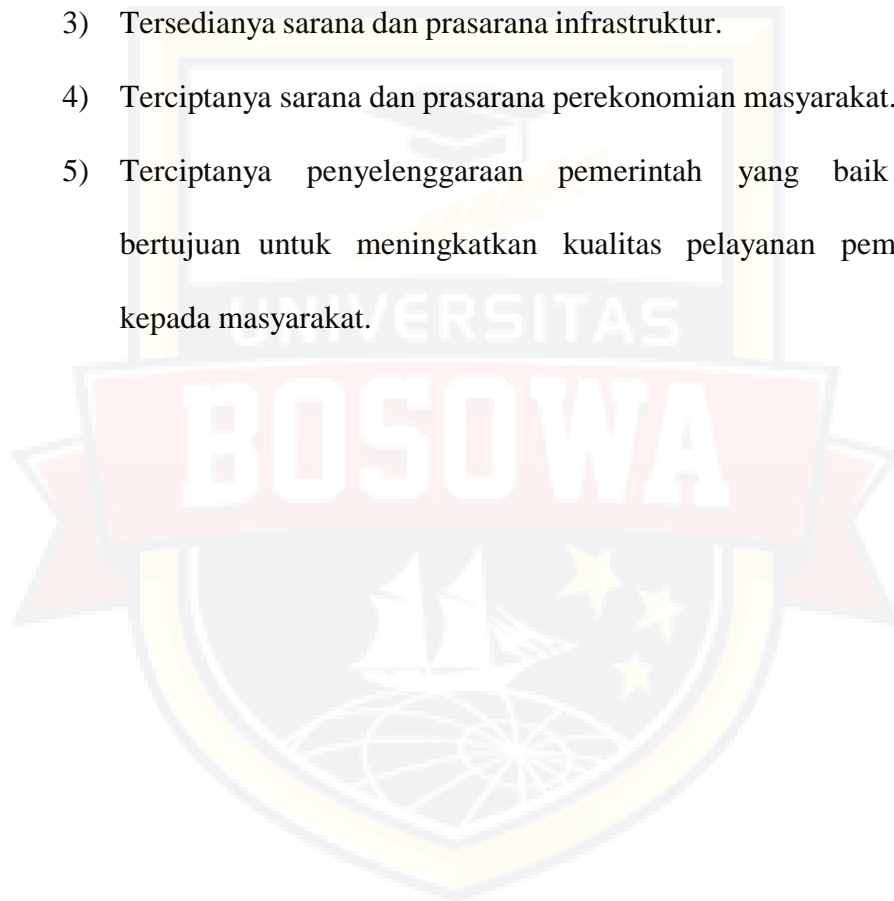 3) Tersedianya sarana dan prasarana infrastruktur.
4) Terciptanya sarana dan prasarana perekonomian masyarakat.
5) Terciptanya penyelenggaraan pemerintah yang baik
bertujuan untuk meningkatkan kualitas pelayanan
kepada masyarakat.
UNIVERSITAS
BOSOWA